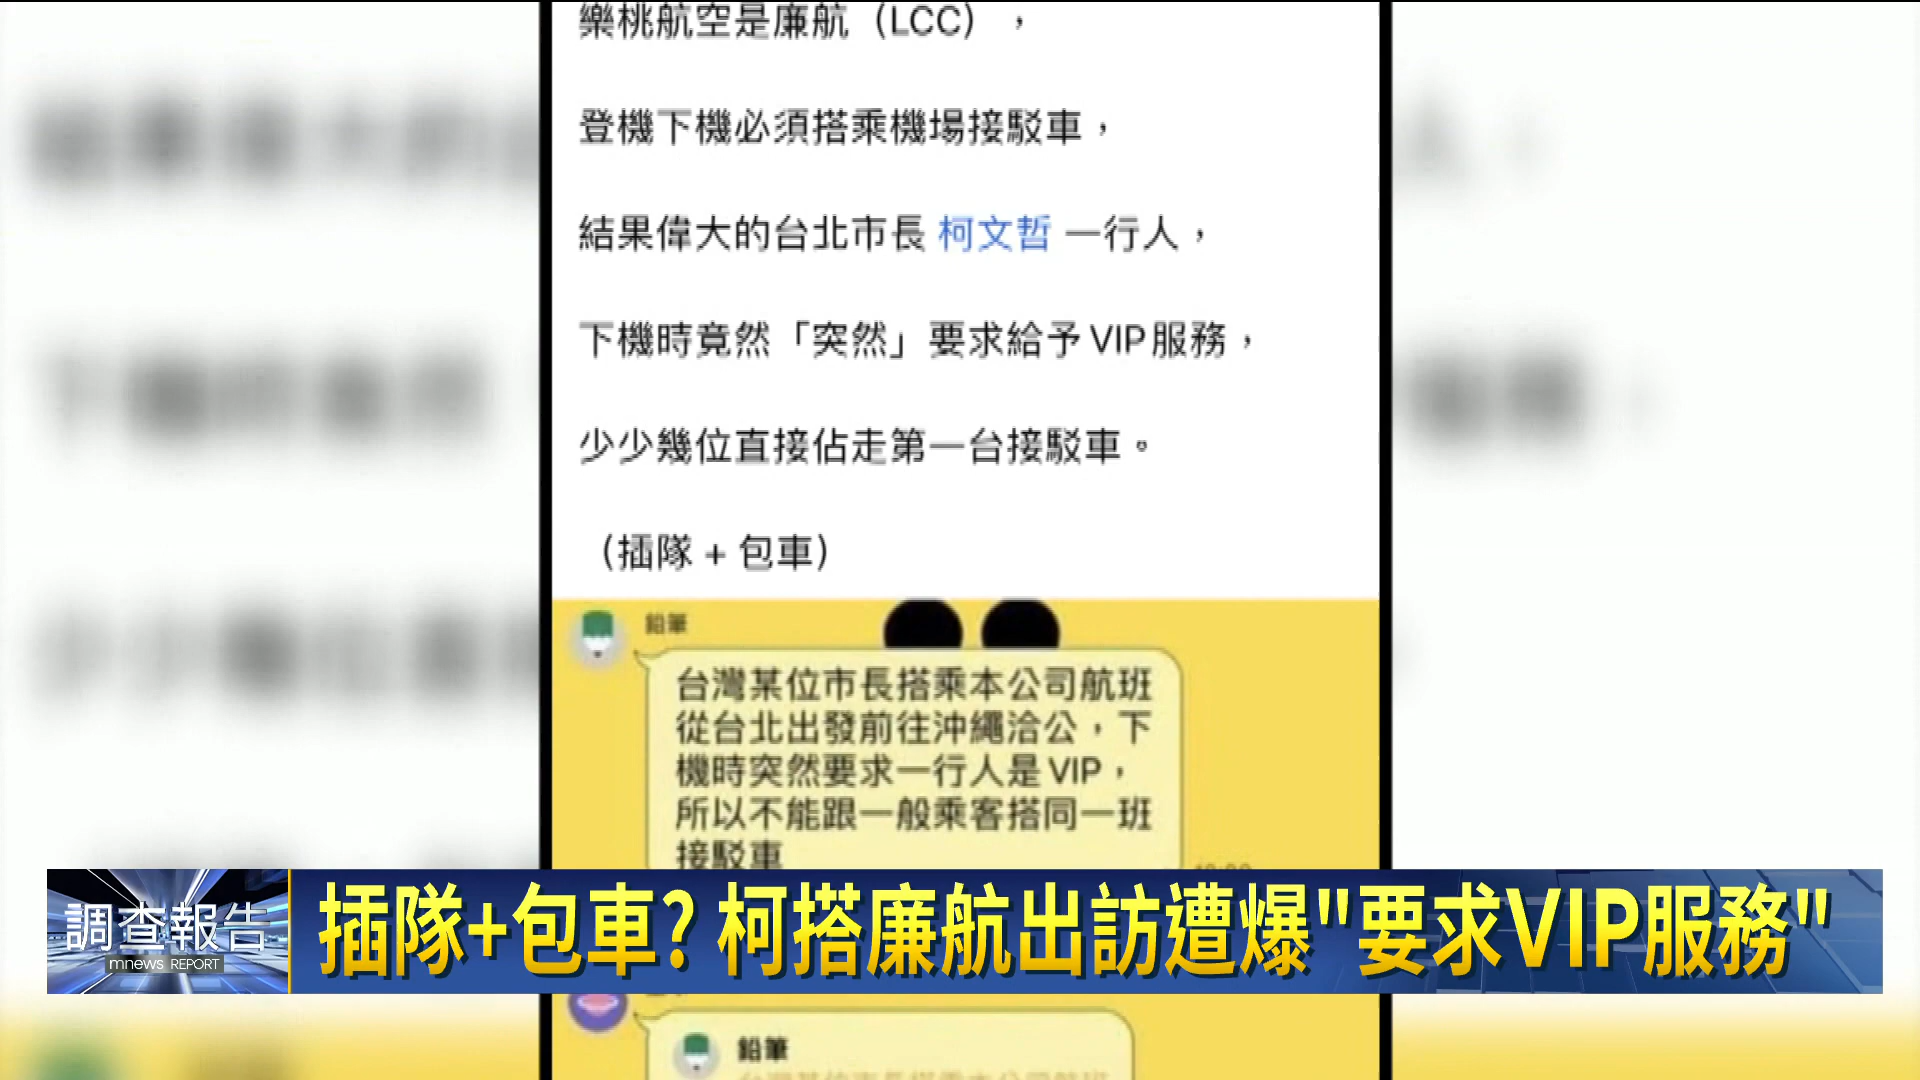 樂桃航空是廉航（LCC），
登機下機必須搭乘機場接駁車，
結果偉大的台北市長 柯文哲 一行人，
下機時竟然「突然」要求給予VIP服務，
少少幾位直接佔走第一台接駁車。
（插隊 + 包車）
鉛筆
台灣某位市長搭乘本公司航班
從台北出發前往沖繩洽公，下
機時突然要求一行人是VIP，
所以不能跟一般乘客搭同一班
接駁車
調查報告
mnews REPORT
插隊+包車? 柯搭廉航出訪遭爆"要求VIP服務"
鉛筆